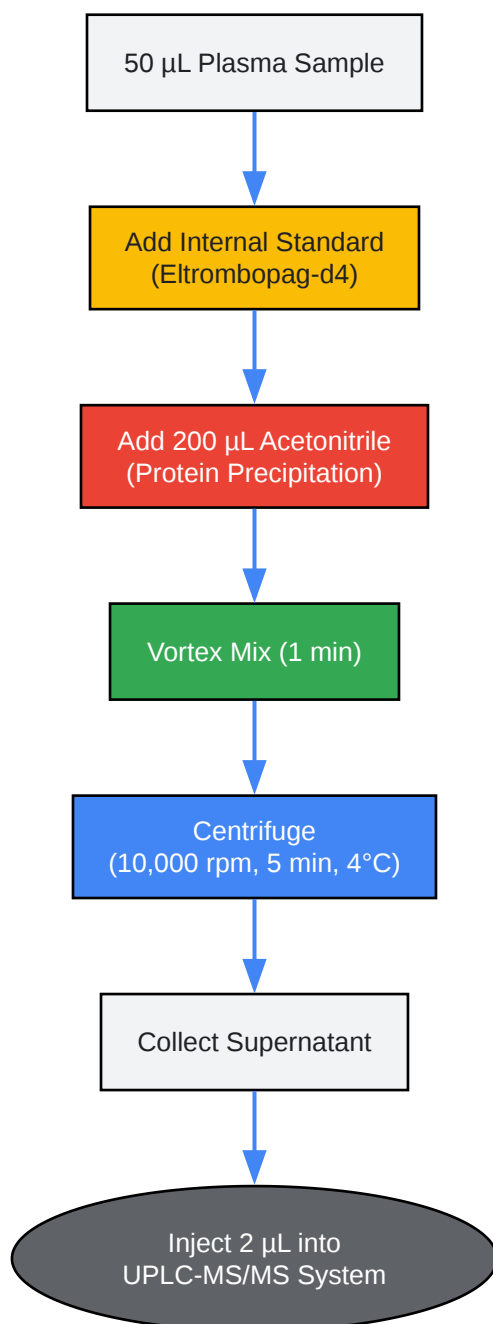 50 µL Plasma Sample
Add Internal Standard
(Eltrombopag-d4)
Add 200 µL Acetonitrile
(Protein Precipitation)
Vortex Mix (1 min)
Centrifuge
(10,000 rpm, 5 min, 4°C)
Collect Supernatant
Inject 2 µL into
UPLC-MS/MS System